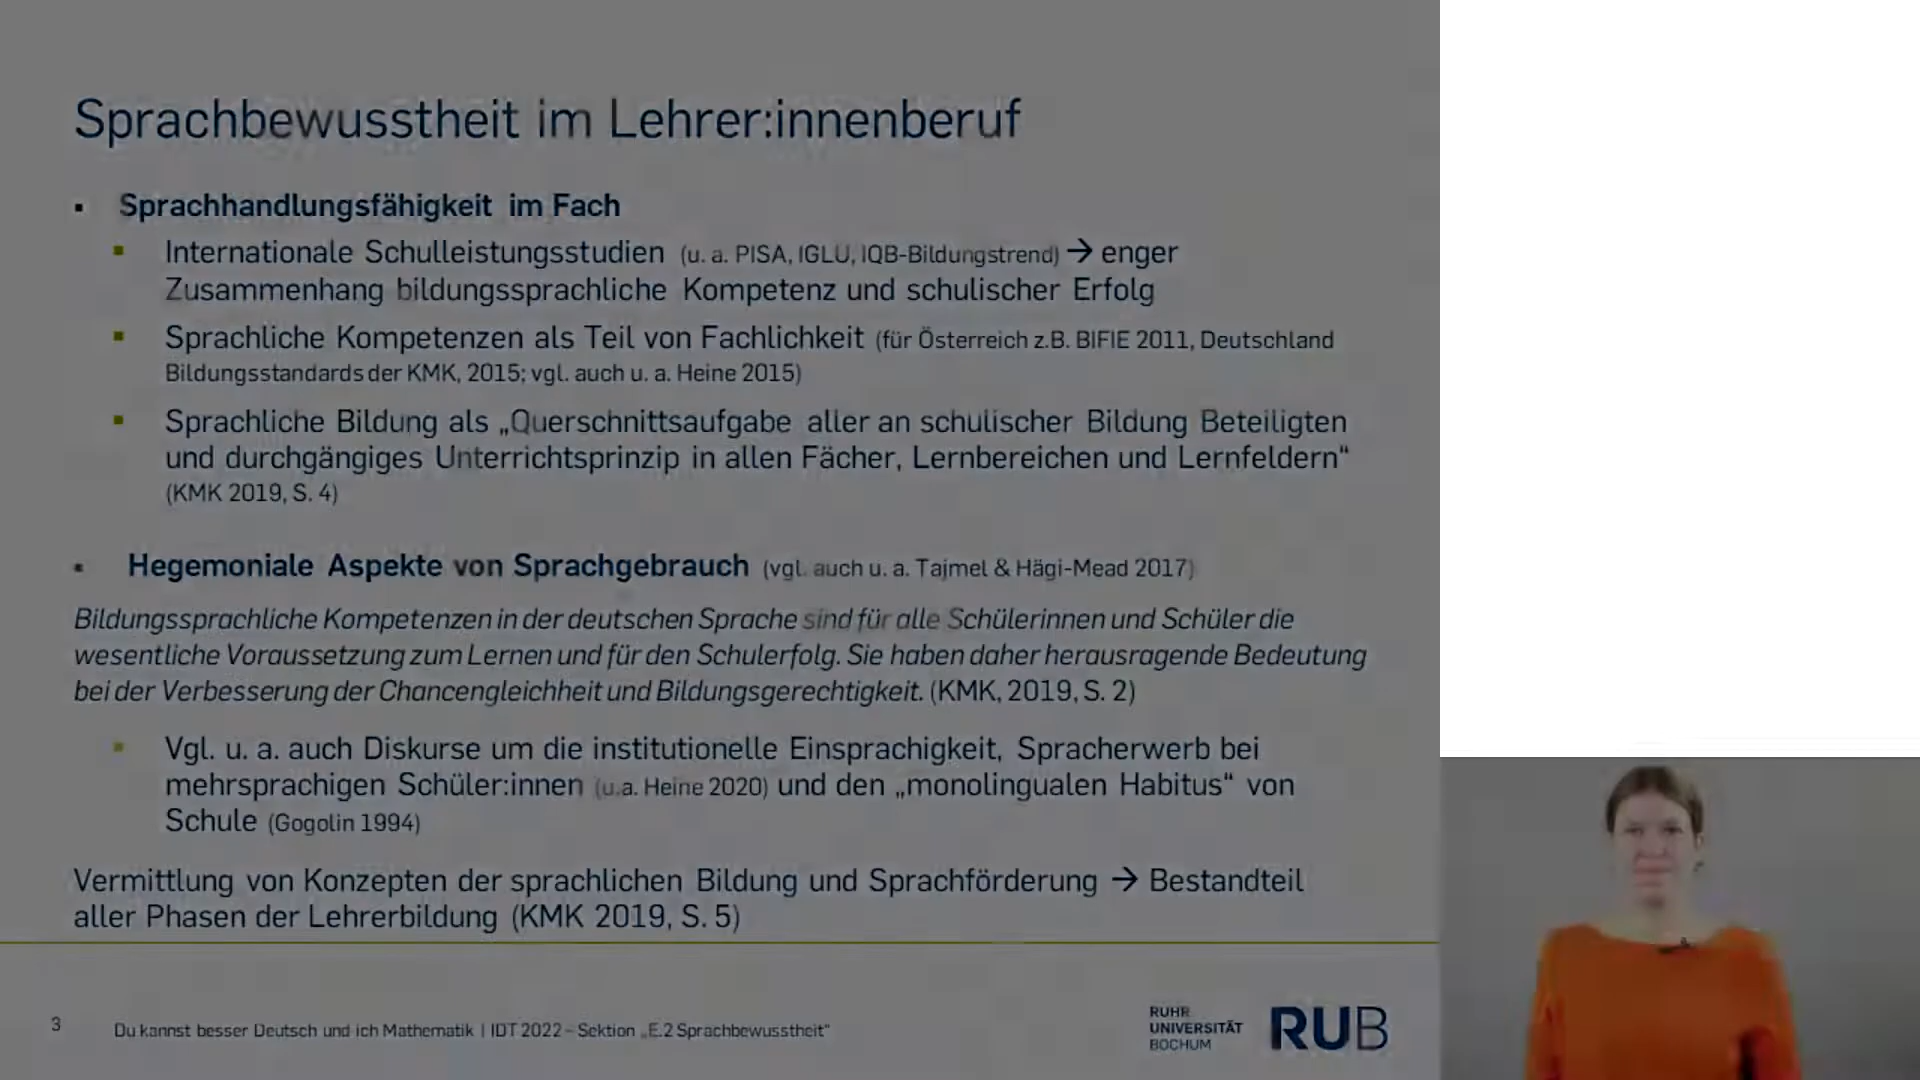 Sprachbewusstheit im Lehrer:innenberuf
▪ Sprachhandlungsfähigkeit im Fach
▪ Internationale Schulleistungsstudien (u. a. PISA, IGLU, IQB-Bildungstrend) → enger
Zusammenhang bildungssprachliche Kompetenz und schulischer Erfolg
▪ Sprachliche Kompetenzen als Teil von Fachlichkeit (für Österreich z.B. BIFIE 2011, Deutschland
Bildungsstandards der KMK, 2015; vgl. auch u. a. Heine 2015)
▪ Sprachliche Bildung als „Querschnittsaufgabe aller an schulischer Bildung Beteiligten
und durchgängiges Unterrichtsprinzip in allen Fächer, Lernbereichen und Lernfeldern“
(KMK 2019, S. 4)
▪ Hegemoniale Aspekte von Sprachgebrauch (vgl. auch u. a. Tajmel & Hägi-Mead 2017)
Bildungssprachliche Kompetenzen in der deutschen Sprache sind für alle Schülerinnen und Schüler die
wesentliche Voraussetzung zum Lernen und für den Schulerfolg. Sie haben daher herausragende Bedeutung
bei der Verbesserung der Chancengleichheit und Bildungsgerechtigkeit. (KMK, 2019, S. 2)
▪ Vgl. u. a. auch Diskurse um die institutionelle Einsprachigkeit, Spracherwerb bei
mehrsprachigen Schüler:innen (u.a. Heine 2020) und den „monolingualen Habitus“ von
Schule (Gogolin 1994)
Vermittlung von Konzepten der sprachlichen Bildung und Sprachförderung → Bestandteil
aller Phasen der Lehrerbildung (KMK 2019, S. 5)
3
Du kannst besser Deutsch und ich Mathematik | IDT 2022 – Sektion „E.2 Sprachbewusstheit“
RUHR
UNIVERSITÄT
BOCHUM
RUB